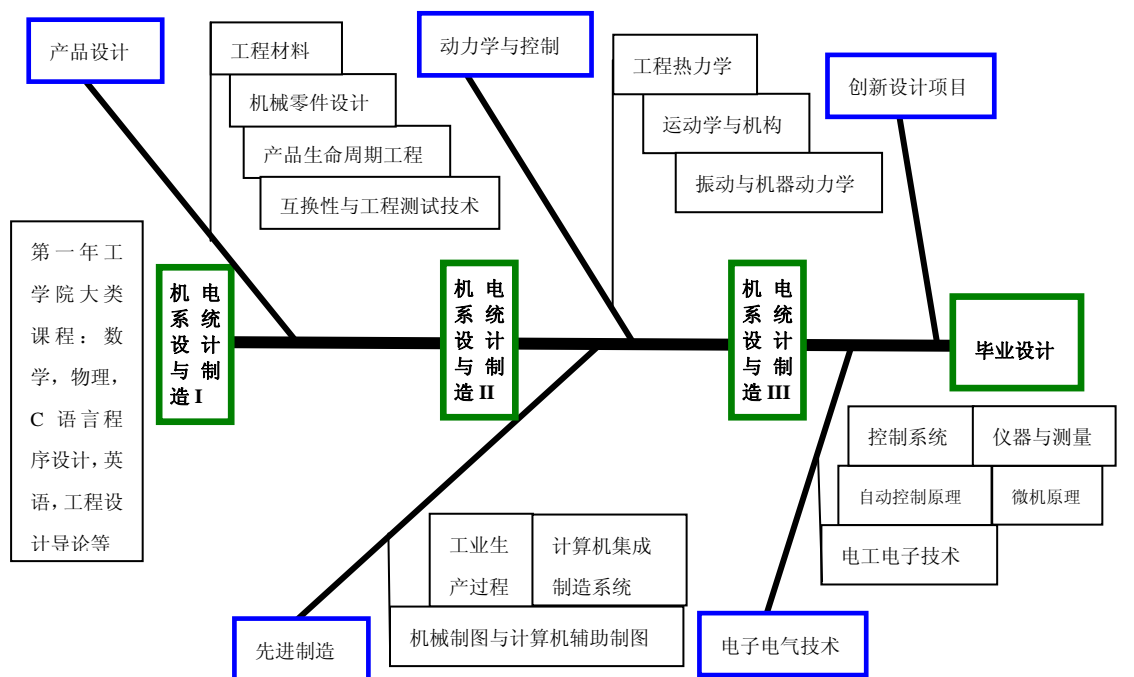 产品设计
工程材料
机械零件设计
产品生命周期工程
互换性与工程测试技术
动力学与控制
工程热力学
运动学与机构
振动与机器动力学
创新设计项目
第一年工
学院大类
课程：数
学，物理，
C 语言程
序设计，英
语，工程设
计导论等
机电
系统
设计
与制
造 I
机电
系统
设计
与制
造 II
机电
系统
设计
与制
造 III
毕业设计
控制系统
仪器与测量
自动控制原理
微机原理
电工电子技术
工业生
产过程
计算机集成
制造系统
机械制图与计算机辅助制图
先进制造
电子电气技术